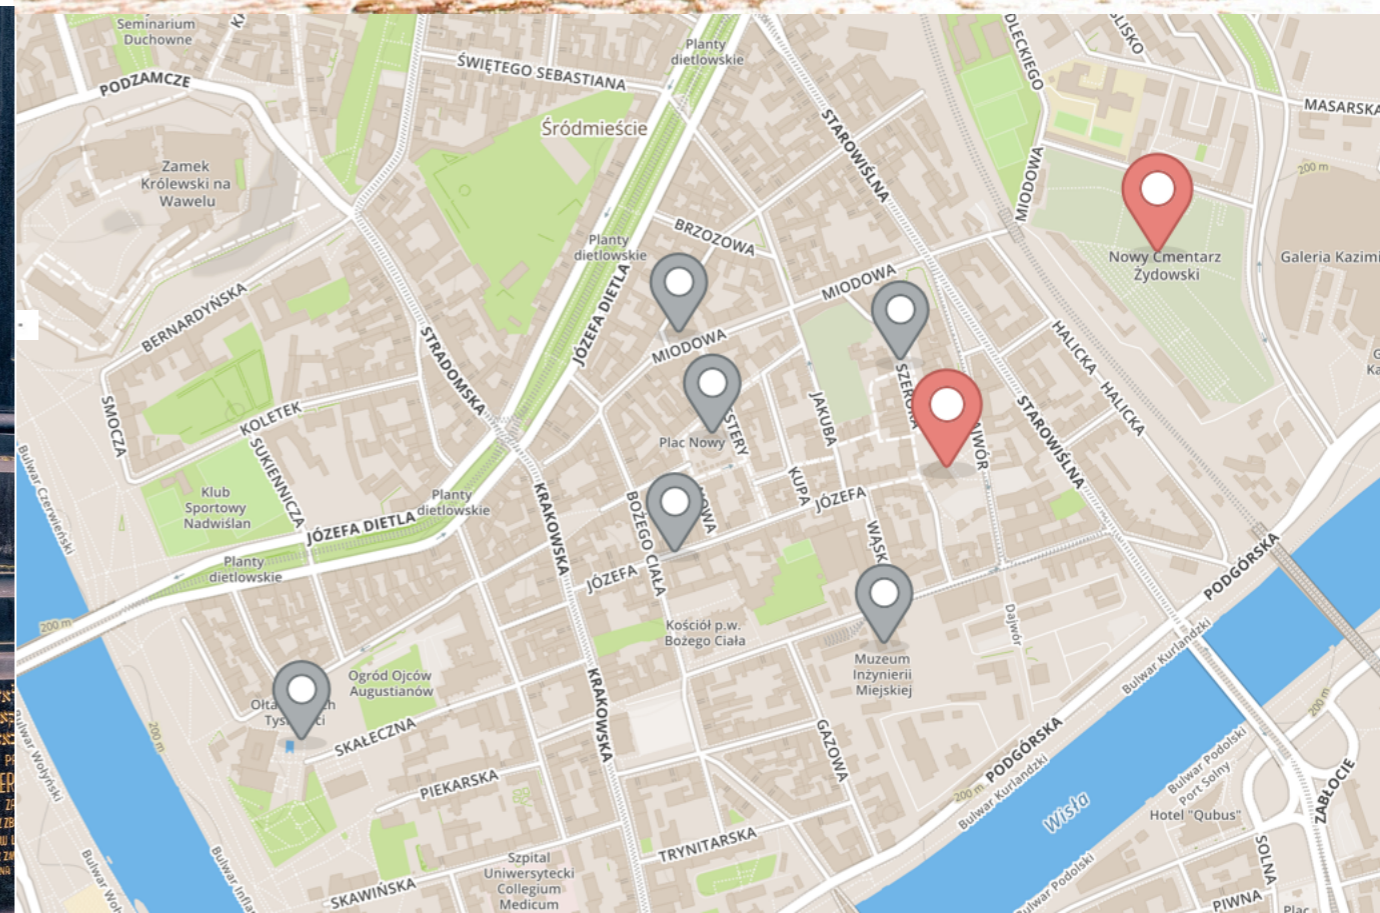 Seminarium
Duchowne
Planty
dietlowskie
ŚWIĘTEGO SEBASTIANA
PODZAMCZE
MASARSKA
Śródmieście
STAROWIŚLNA
MIODOWA
200 m
Zamek
Królewski na
Wawelu
BRZOZOWA
Planty
dietlowskie
Nowy Cmentarz
Żydowski
Galeria Kazimi
MIODOWA
BERNARDYŃSKA
JÓZEFA DIETLA
STRADOMSKA
MIODOWA
HALICKA
HALICKA
SMOCZA
KOLETEK
JAKUBA
STAROWIŚLNA
SUKIENNICZA
Plac Nowy
Bulwar Czerwieński
Klub
Sportowy
Nadwiślan
Planty
dietlowskie
KRAKOWSKA
BOŻEGO CIAŁA
KUPA
JÓZEFA
JÓZEFA DIETLA
Planty
dietlowskie
JÓZEFA
PODGÓRSKA
200 m
Kościół p.w.
Bożego Ciała
Dajwór
Bulwar Kurlandzki
Muzeum
Inżynierii
Miejskiej
Ogród Ojców
Augustianów
KRAKOWSKA
SKAŁECZNA
200 m
200 m
GAZOWA
PODGÓRSKA
Bulwar Kurlandzki
200 m
Bulwar Podolski
Port Solny
Bulwar Wołyński
PIEKARSKA
Wisła
Hotel "Qubus"
ZABŁOCIE
TRYNITARSKA
SOLNA
Szpital
Uniwersytecki
Collegium
Medicum
SKAWIŃSKA
Bulwar Podolski
PIWNA
Plac